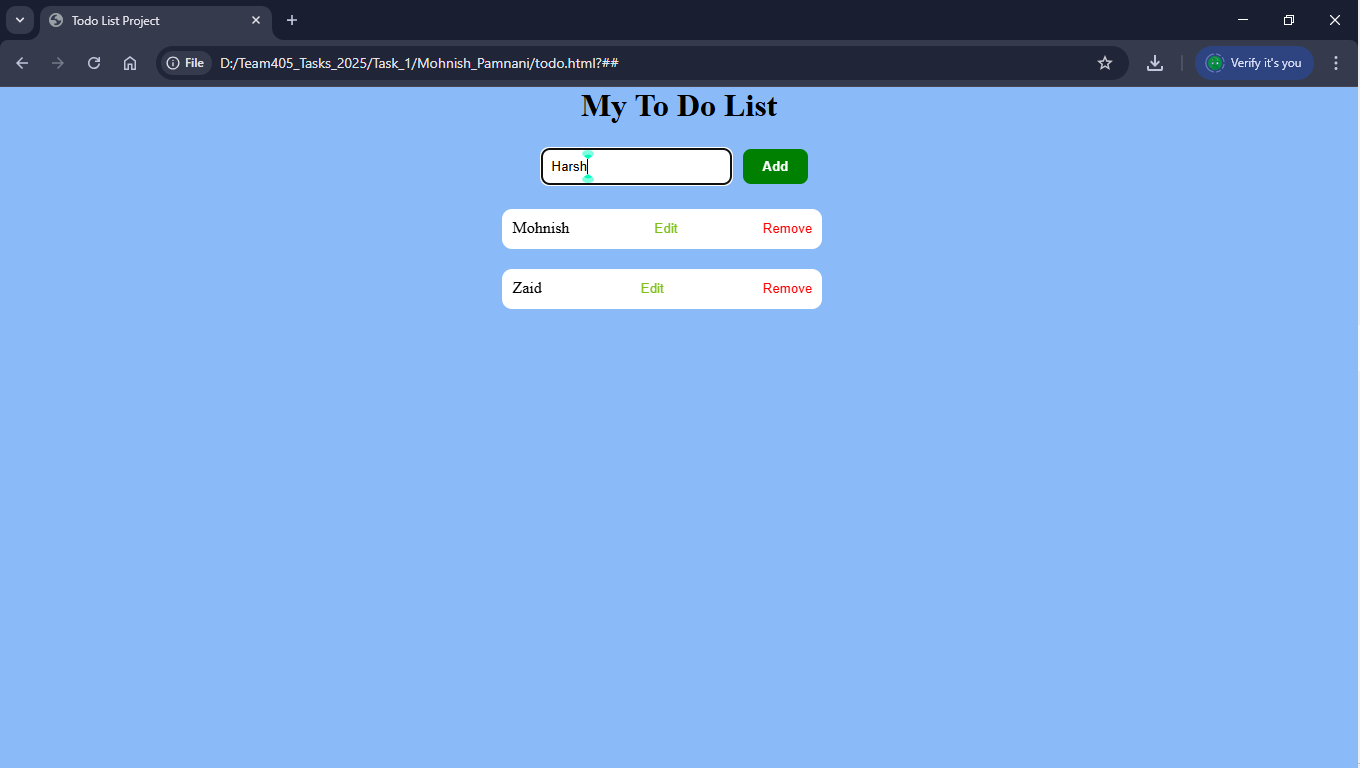 Todo List Project
File D:/Team405_Tasks_2025/Task_1/Mohnish_Pamnani/todo.html?## Verify it's you
My To Do List
Harsh Add
Mohnish Edit Remove
Zaid Edit Remove